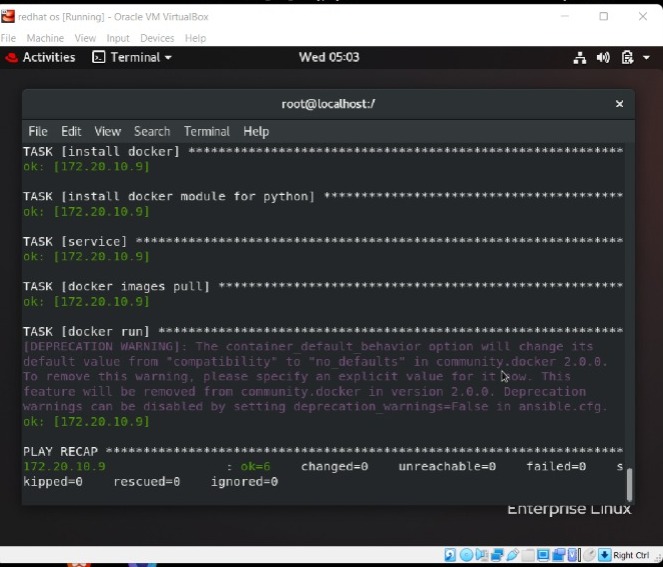 redhat os [Running] - Oracle VM VirtualBox
File Machine View Input Devices Help
Activities Terminal Wed 05:03
root@localhost:/
File Edit View Search Terminal Help
TASK [install docker] **********************************************************
ok: [172.20.10.9]
TASK [install docker module for python] ****************************************
ok: [172.20.10.9]
TASK [service] *****************************************************************
ok: [172.20.10.9]
TASK [docker images pull] ******************************************************
ok: [172.20.10.9]
TASK [docker run] **************************************************************
[DEPRECATION WARNING]: The container_default_behavior option will change its
default value from "compatibility" to "no_defaults" in community.docker 2.0.0.
To remove this warning, please specify an explicit value for it now. This
feature will be removed from community.docker in version 2.0.0. Deprecation
warnings can be disabled by setting deprecation_warnings=False in ansible.cfg.
ok: [172.20.10.9]
PLAY RECAP *********************************************************************
172.20.10.9 : ok=6 changed=0 unreachable=0 failed=0 s
kipped=0 rescued=0 ignored=0
Enterprise Linux
Right Ctrl